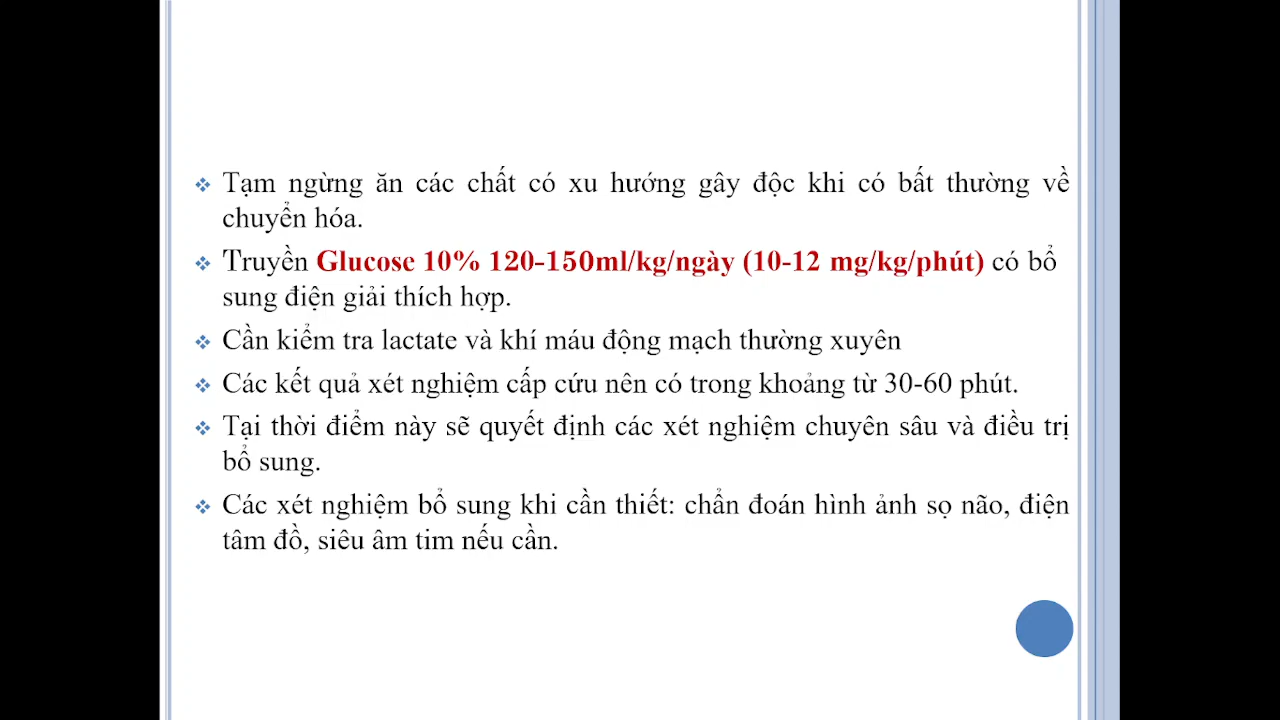 Tạm ngừng ăn các chất có xu hướng gây độc khi có bất thường về
chuyển hóa.
Truyền Glucose 10% 120-150ml/kg/ngày (10-12 mg/kg/phút) có bổ
sung điện giải thích hợp.
Cần kiểm tra lactate và khí máu động mạch thường xuyên
Các kết quả xét nghiệm cấp cứu nên có trong khoảng từ 30-60 phút.
Tại thời điểm này sẽ quyết định các xét nghiệm chuyên sâu và điều trị
bổ sung.
Các xét nghiệm bổ sung khi cần thiết: chẩn đoán hình ảnh sọ não, điện
tâm đồ, siêu âm tim nếu cần.